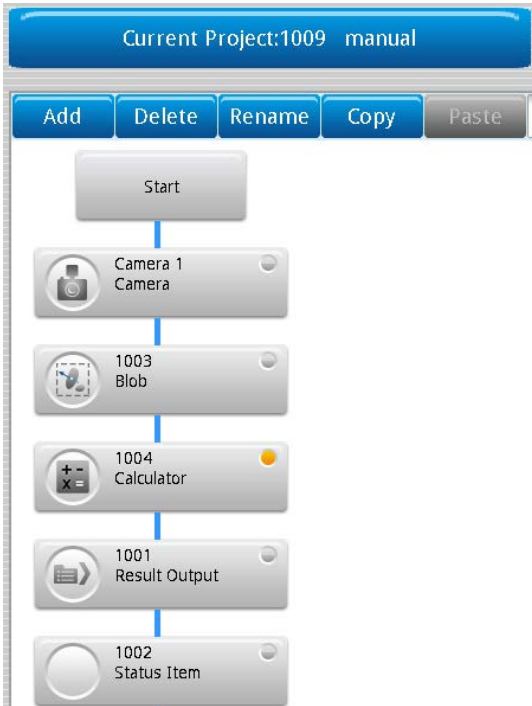 Current Project:1009 manual
Add Delete Rename Copy Paste
Start
Camera 1
Camera
1003
Blob
1004
Calculator
1001
Result Output
1002
Status Item